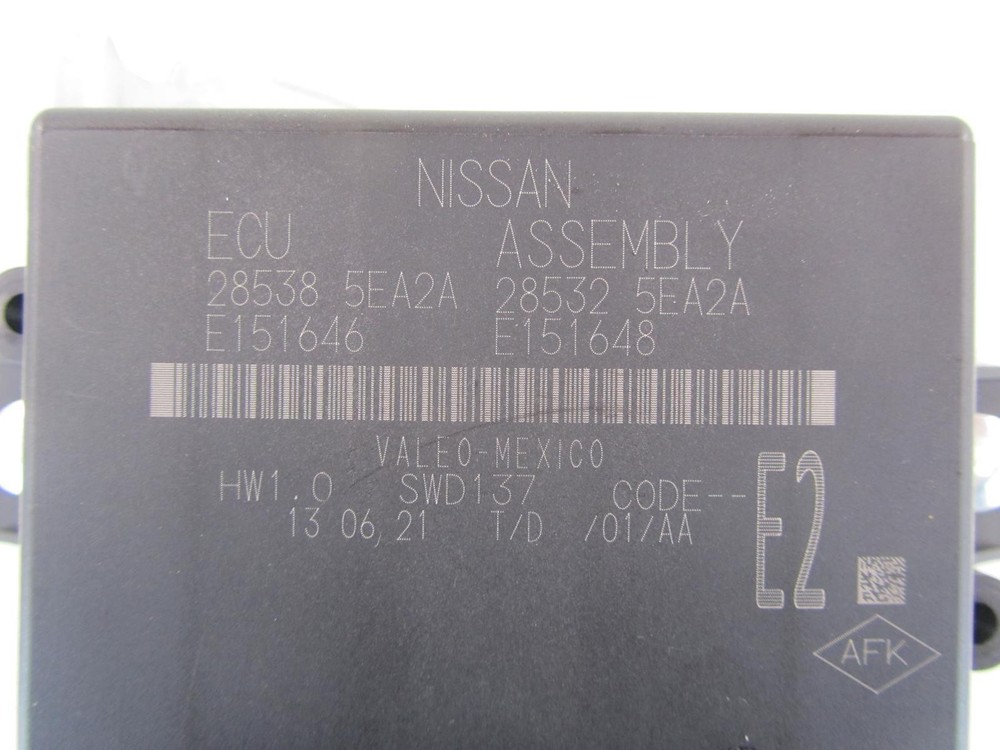 NISSAN
ECU ASSEMBLY
28538 5EA2A 28532 5EA2A
E151646 E151648
VALEO-MEXICO
HW1.0 SWD137 CODE-- E2
13 06,21 T/D /01/AA
AFK